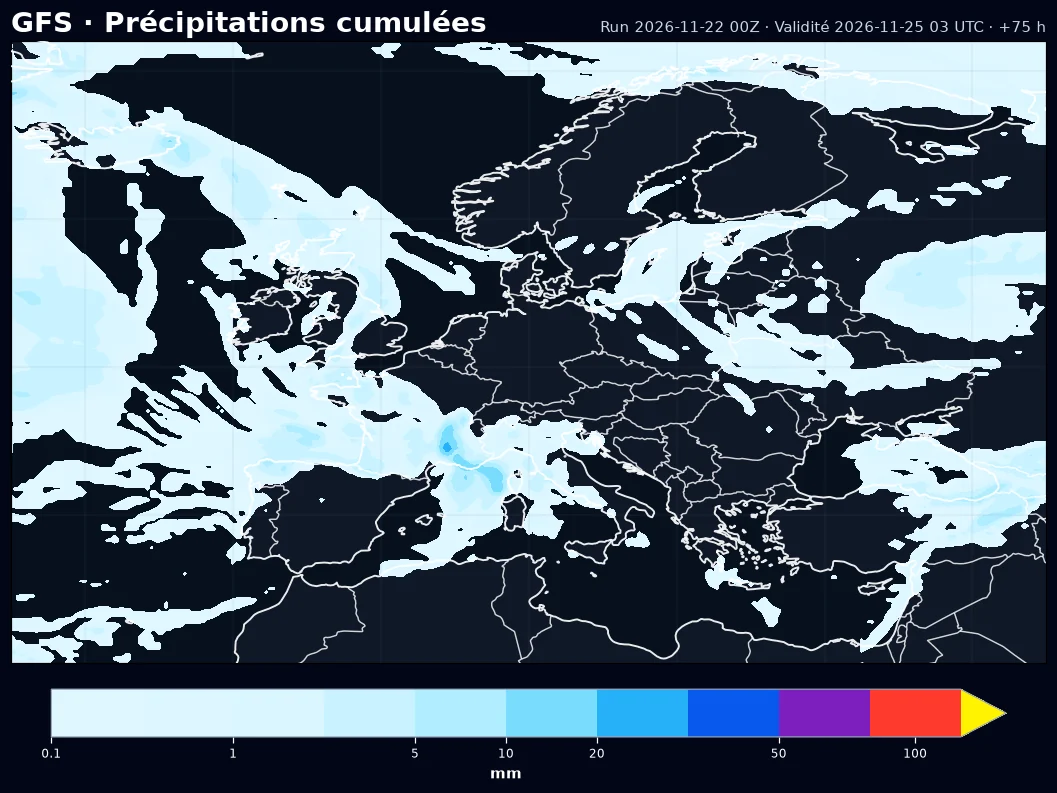 GFS · Précipitations cumulées
Run 2026-11-22 00Z · Validité 2026-11-25 03 UTC · +75 h
0.1 1 5 10 20 50 100
mm